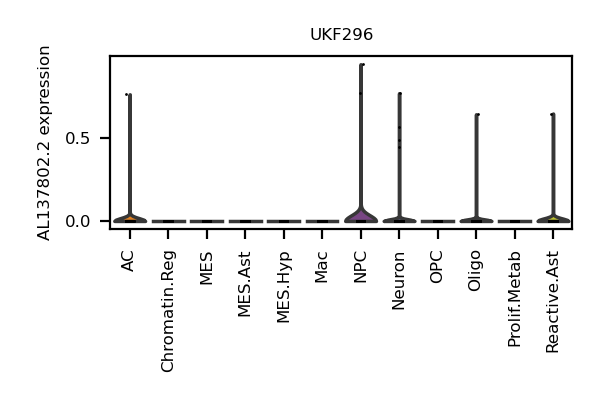 UKF296
AL137802.2 expression
0.5
0.0
AC
Chromatin.Reg
MES
MES.Ast
MES.Hyp
Mac
NPC
Neuron
OPC
Oligo
Prolif.Metab
Reactive.Ast